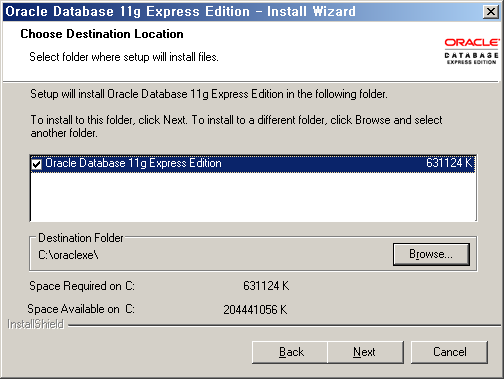 Oracle Database 11g Express Edition - Install Wizard
Choose Destination Location
Select folder where setup will install files.
ORACLE
DATABASE
EXPRESS EDITION
Setup will install Oracle Database 11g Express Edition in the following folder.
To install to this folder, click Next. To install to a different folder, click Browse and select
another folder.
Oracle Database 11g Express Edition 631124 K
Destination Folder
C:\oraclexe\
Browse...
Space Required on C: 631124 K
Space Available on C: 204441056 K
InstallShield
Back Next Cancel